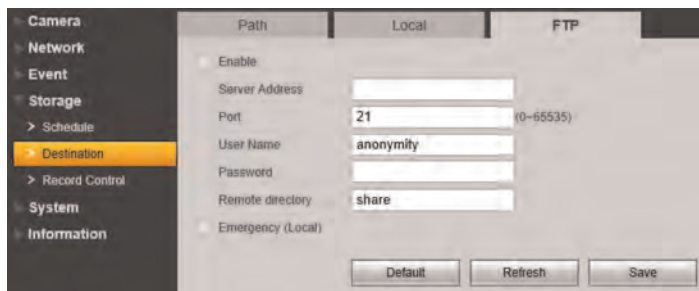 Camera
Network
Event
Storage
> Schedule
> Destination
> Record Control
System
Information
Path Local FTP
Enable
Server Address
Port 21 (0~65535)
User Name anonymity
Password
Remote directory share
Emergency (Local)
Default Refresh Save